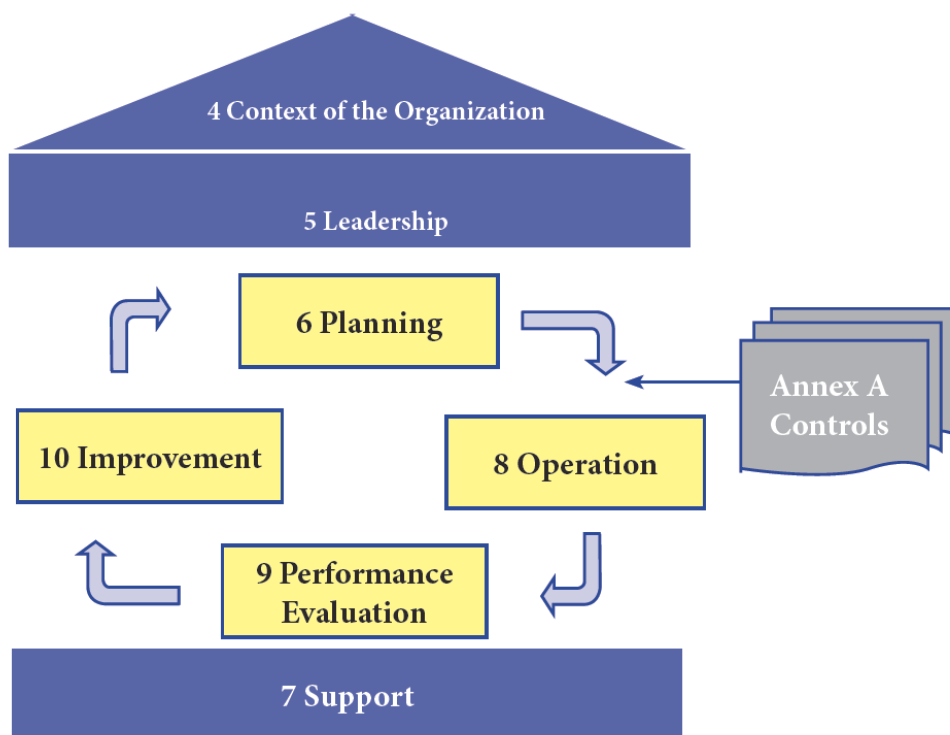 4 Context of the Organization
5 Leadership
6 Planning
Annex A
Controls
10 Improvement
8 Operation
9 Performance
Evaluation
7 Support